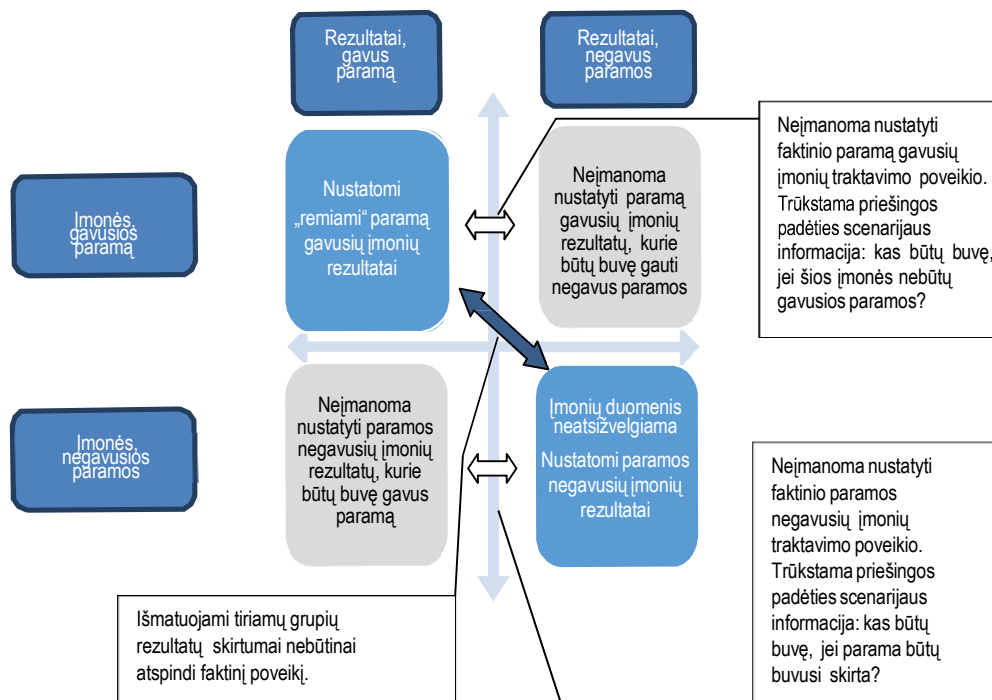 Rezultatai,
gavus
paramą
Rezultatai,
negavus
paramos
Neįmanoma nustatyti
faktinio paramą gavusių
įmonių traktavimo poveikio.
Trūkstama priešingos
padėties scenarijaus
informacija: kas būtų buvę,
jei šios įmonės nebūtų
gavusios paramos?
Įmonės,
gavusios
paramą
Nustatomi
„remiami“ paramą
gavusių įmonių
rezultatai
Neįmanoma
nustatyti paramą
gavusių įmonių
rezultatų, kurie
būtų buvę gauti
negavus paramos
Įmonės,
negavusios
paramos
Neįmanoma
nustatyti paramos
negavusių įmonių
rezultatų, kurie
būtų buvę gavus
paramą
Įmonių duomenis
neatsižvelgiama
Nustatomi paramos
negavusių įmonių
rezultatai
Neįmanoma nustatyti
faktinio paramos
negavusių įmonių
traktavimo poveikio.
Trūkstama priešingos
padėties scenarijaus
informacija: kas būtų
buvę, jei parama būtų
buvusi skirta?
Išmatuojami tiriamų grupių
rezultatų skirtumai nebūtinai
atspindi faktinį poveikį.